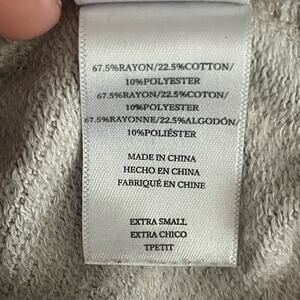 67.5%RAYON/22.5%COTTON/
10%POLYESTER
67.5%RAYON/22.5%COTON/
10%POLYESTER
67.5%RAYONNE/22.5%ALGODÓN/
10%POLIÉSTER
MADE IN CHINA
HECHO EN CHINA
FABRIQUÉ EN CHINE
EXTRA SMALL
EXTRA CHICO
TPETIT